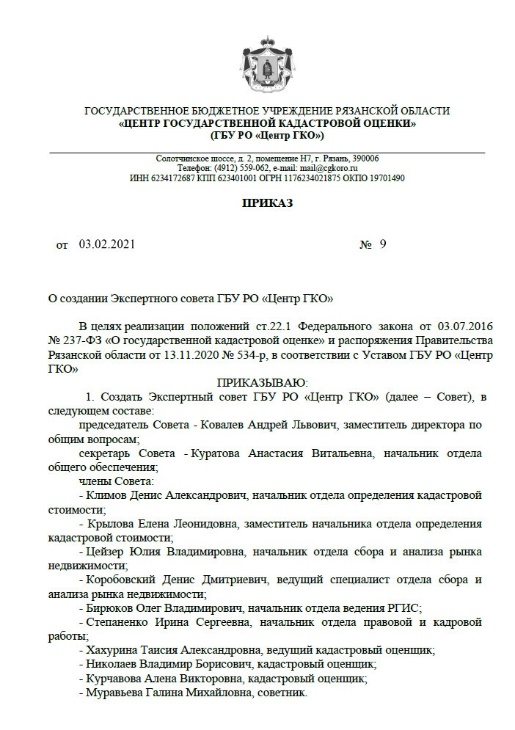 ГОСУДАРСТВЕННОЕ БЮДЖЕТНОЕ УЧРЕЖДЕНИЕ РЯЗАНСКОЙ ОБЛАСТИ
«ЦЕНТР ГОСУДАРСТВЕННОЙ КАДАСТРОВОЙ ОЦЕНКИ»
(ГБУ РО «Центр ГКО»)
Солотчинское шоссе, д. 2, помещение Н7, г. Рязань, 390006
Телефон: (4912) 559-062, e-mail: mail@cgkoro.ru
ИНН 6234172687 КПП 623401001 ОГРН 1176234021875 ОКПО 19701490
ПРИКАЗ
от 03.02.2021 № 9
О создании Экспертного совета ГБУ РО «Центр ГКО»
В целях реализации положений ст.22.1 Федерального закона от 03.07.2016
№ 237-ФЗ «О государственной кадастровой оценке» и распоряжения Правительства
Рязанской области от 13.11.2020 № 534-р, в соответствии с Уставом ГБУ РО «Центр
ГКО»
ПРИКАЗЫВАЮ:
1. Создать Экспертный совет ГБУ РО «Центр ГКО» (далее – Совет), в
следующем составе:
председатель Совета - Ковалев Андрей Львович, заместитель директора по
общим вопросам;
секретарь Совета - Куратова Анастасия Витальевна, начальник отдела
общего обеспечения;
члены Совета:
- Климов Денис Александрович, начальник отдела определения кадастровой
стоимости;
- Крылова Елена Леонидовна, заместитель начальника отдела определения
кадастровой стоимости;
- Цейзер Юлия Владимировна, начальник отдела сбора и анализа рынка
недвижимости;
- Коробовский Денис Дмитриевич, ведущий специалист отдела сбора и
анализа рынка недвижимости;
- Бирюков Олег Владимирович, начальник отдела ведения РГИС;
- Степаненко Ирина Сергеевна, начальник отдела правовой и кадровой
работы;
- Хахурина Таисия Александровна, ведущий кадастровый оценщик;
- Николаев Владимир Борисович, кадастровый оценщик;
- Курчавова Алена Викторовна, кадастровый оценщик;
- Муравьева Галина Михайловна, советник.